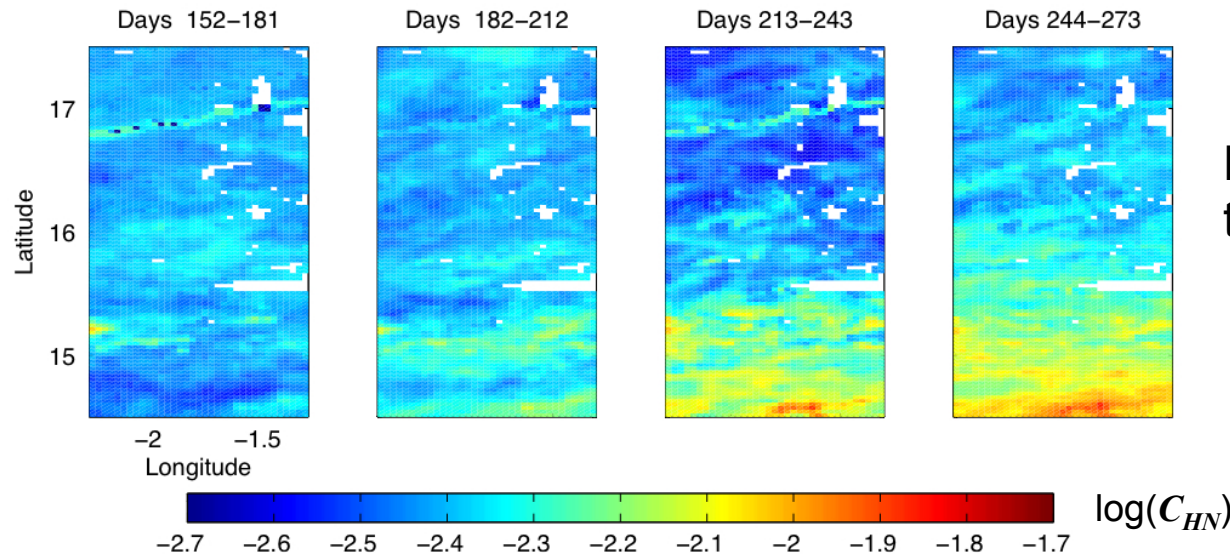 Days 152−181
Days 182−212
Days 213−243
Days 244−273
17
16
15
Latitude
−2
−1.5
Longitude
−2.7
−2.6
−2.5
−2.4
−2.3
−2.2
−2.1
−2
−1.9
−1.8
−1.7
log(C_HN)